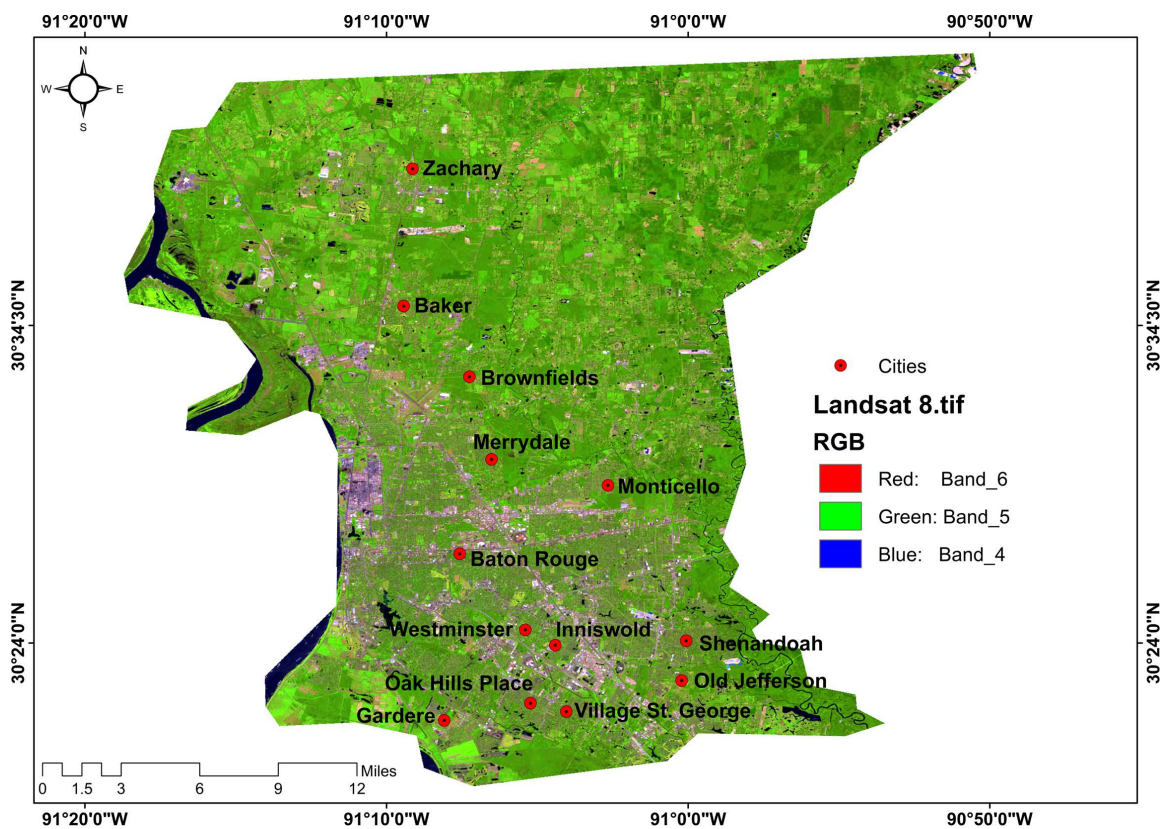 91°20'0"W 91°10'0"W 91°0'0"W 90°50'0"W
N
W E
S
Zachary
30°34'30"N
30°34'30"N
Baker
Cities
Brownfields
Landsat 8.tif
RGB
Merrydale
Red: Band_6
Monticello
Green: Band_5
Baton Rouge
Blue: Band_4
Westminster
Inniswold
Shenandoah
30°24'0"N
30°24'0"N
Oak Hills Place
Old Jefferson
Gardere
Village St. George
Miles
0 1.5 3 6 9 12
91°20'0"W 91°10'0"W 91°0'0"W 90°50'0"W